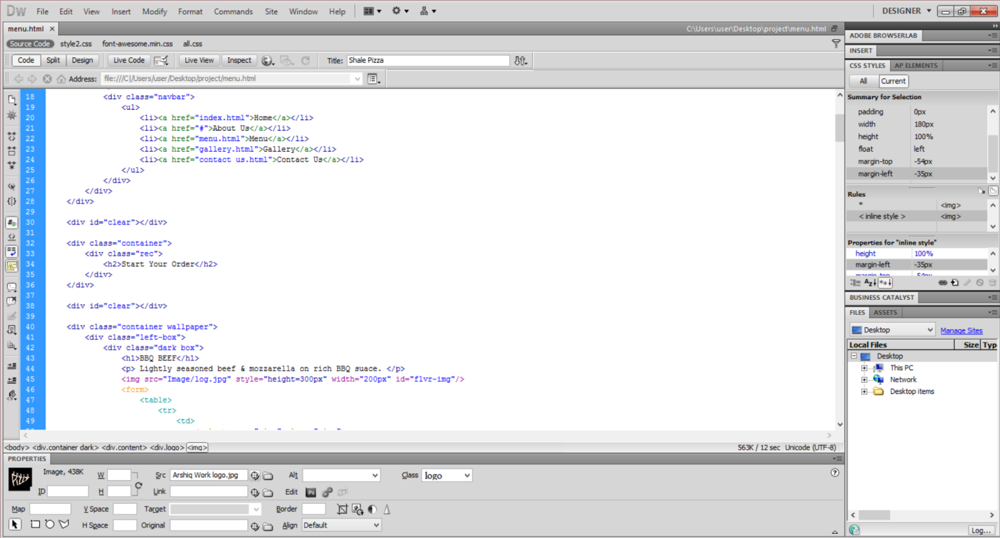 Dw File Edit View Insert Modify Format Commands Site Window Help DESIGNER
menu.html × C:\Users\user\Desktop\project\menu.html
Source Code style2.css font-awesome.min.css all.css
Code Split Design Live Code Live View Inspect Title: Shale Pizza
Address: file:///C|/Users/user/Desktop/project/menu.html
18 <div class="navbar">
19 <ul>
20 <li><a href="index.html">Home</a></li>
21 <li><a href="#">About Us</a></li>
22 <li><a href="menu.html">Menu</a></li>
23 <li><a href="gallery.html">Gallery</a></li>
24 <li><a href="contact us.html">Contact Us</a></li>
25 </ul>
26 </div>
27 </div>
28 </div>
29
30 <div id="clear"></div>
31
32 <div class="container">
33 <div class="rec">
34 <h2>Start Your Order</h2>
35 </div>
36 </div>
37
38 <div id="clear"></div>
39
40 <div class="container wallpaper">
41 <div class="left-box">
42 <div class="dark box">
43 <h1>BBQ BEEF</h1>
44 <p> Lightly seasoned beef & mozzarella on rich BBQ suace. </p>
45 <img src="Image/log.jpg" style="height=300px" width="200px" id="flvr-img"/>
46 <form>
47 <table>
48 <tr>
49 <td>
<body> <div.container dark> <div.content> <div.logo> <img> 563K / 12 sec Unicode (UTF-8)
PROPERTIES
Image, 438K W Src Arshiq Work logo.jpg Alt Class logo
ID H Link Edit Ps
Map V Space Target Border
H Space Original Align Default
ADOBE BROWSERLAB
INSERT
CSS STYLES AP ELEMENTS
All Current
Summary for Selection
padding 0px
width 180px
height 100%
float left
margin-top -54px
margin-left -35px
Rules
* <img>
< inline style > <img>
Properties for "inline style"
height 100%
margin-left -35px
margin-top -54px
BUSINESS CATALYST
FILES ASSETS
Desktop Manage Sites
Local Files Size Typ
Desktop
This PC
Network
Desktop items
Log...